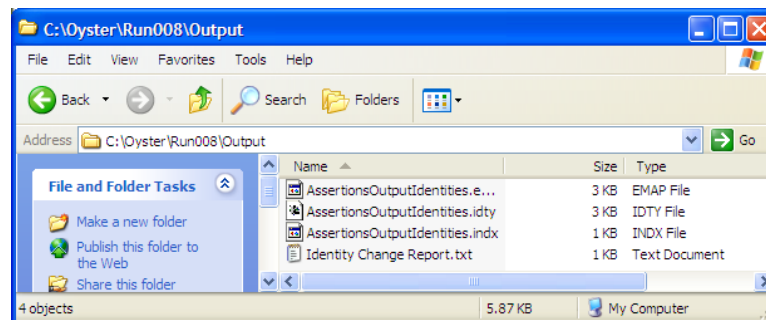 C:\Oyster\Run008\Output
File Edit View Favorites Tools Help
Back Search Folders
Address C:\Oyster\Run008\Output Go
Name Size Type
File and Folder Tasks
AssertionsOutputIdentities.e... 3 KB EMAP File
AssertionsOutputIdentities.idty 3 KB IDTY File
AssertionsOutputIdentities.indx 1 KB INDX File
Identity Change Report.txt 1 KB Text Document
Make a new folder
Publish this folder to
the Web
Share this folder
4 objects 5.87 KB My Computer